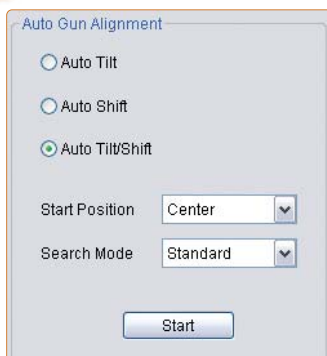 Auto Gun Alignment
Auto Tilt
Auto Shift
Auto Tilt/Shift
Start Position Center
Search Mode Standard
Start